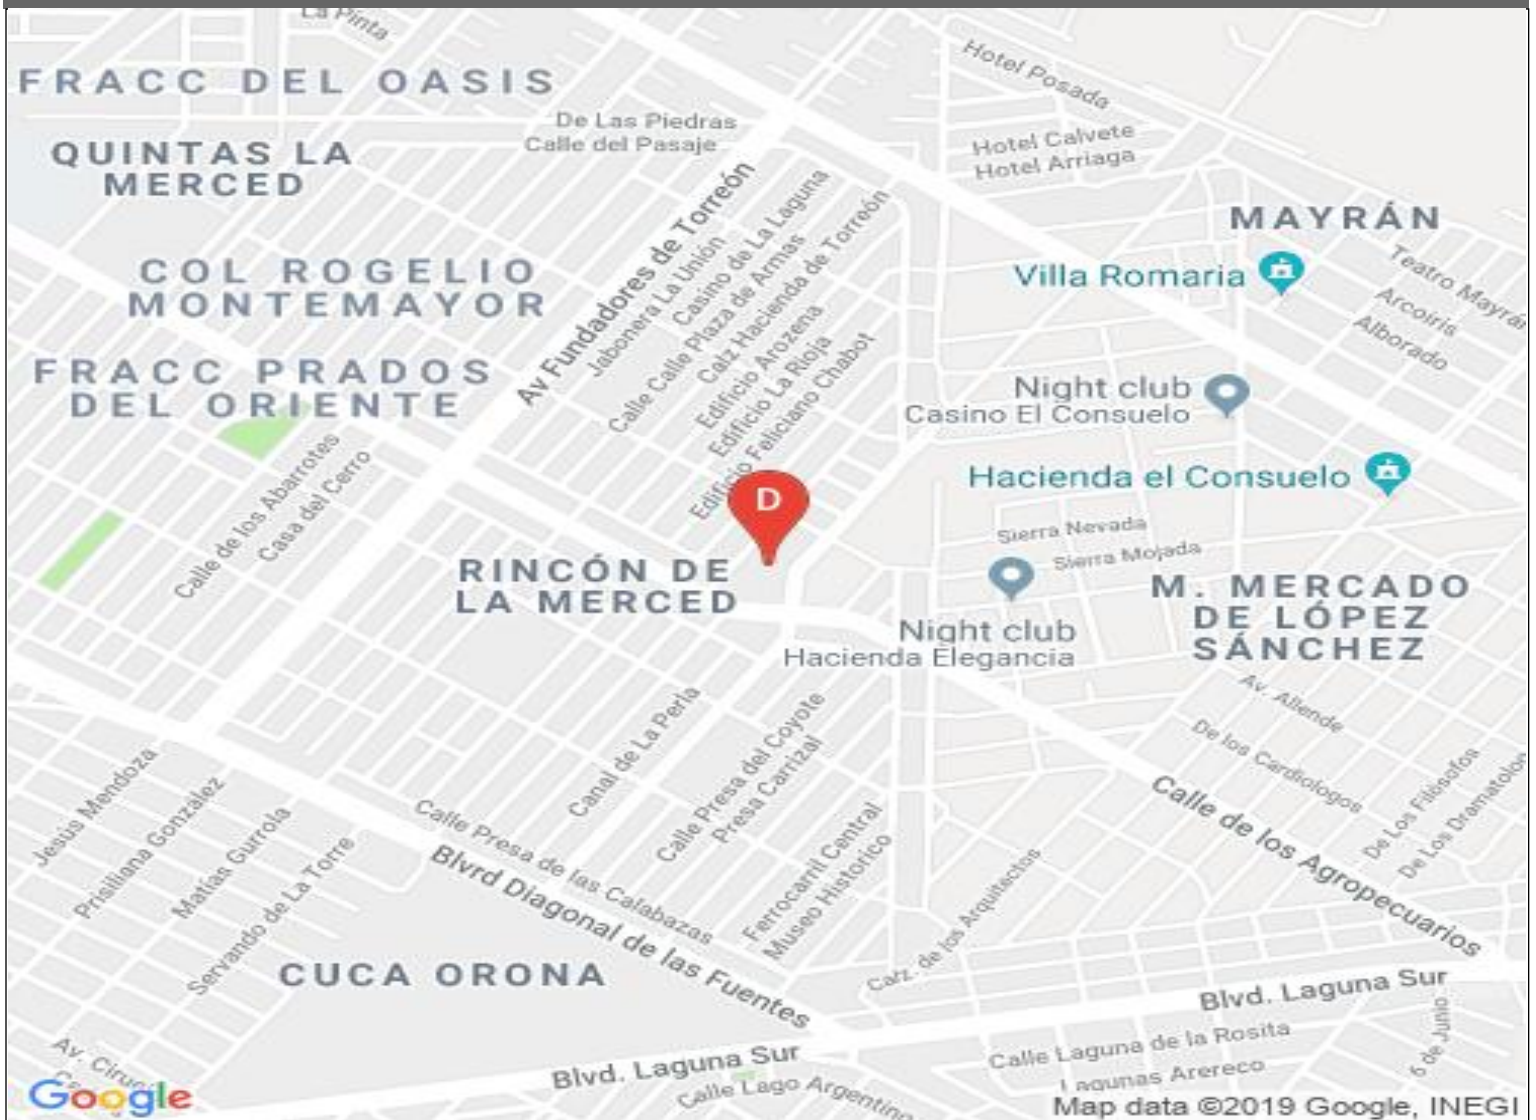 La Pinta
FRACC DEL OASIS
Hotel Posada
De Las Piedras
Calle del Pasaje
QUINTAS LA
MERCED
Hotel Calvete
Hotel Arriaga
MAYRÁN
Av Fundadores de Torreón
Jabonera La Unión
Casino de La Laguna
Calle Calle Plaza de Armas
Calz Hacienda de Torreón
Edificio Arozena
Edificio La Rioja
Edificio Feliciano Chabot
COL ROGELIO
MONTEMAYOR
Villa Romaria
Teatro Mayrán
Arcoiris
Alborado
FRACC PRADOS
DEL ORIENTE
Night club
Casino El Consuelo
Calle de los Abarrotes
Casa del Cerro
Hacienda el Consuelo
D
Sierra Nevada
Sierra Mojada
RINCÓN DE
LA MERCED
M. MERCADO
DE LÓPEZ
SÁNCHEZ
Night club
Hacienda Elegancia
Av. Allende
De los Cardiologos
De Los Filósofos
De Los Dramatolo
Canal de La Perla
Calle Presa del Coyote
Presa Carrizal
Calle de los Agropecuarios
Jesús Mendoza
Prisiliana González
Matías Gurrola
Servando de La Torre
Calle Presa de las Calabazas
Blvrd Diagonal de las Fuentes
Ferrocarril Central
Museo Historico
Calz. de los Arquitectos
CUCA ORONA
Blvd. Laguna Sur
Blvd. Laguna Sur
Calle Laguna de la Rosita
Lagunas Arereco
6 de Junio
Calle Lago Argentino
Av. Ciruc
Google
Map data ©2019 Google, INEGI